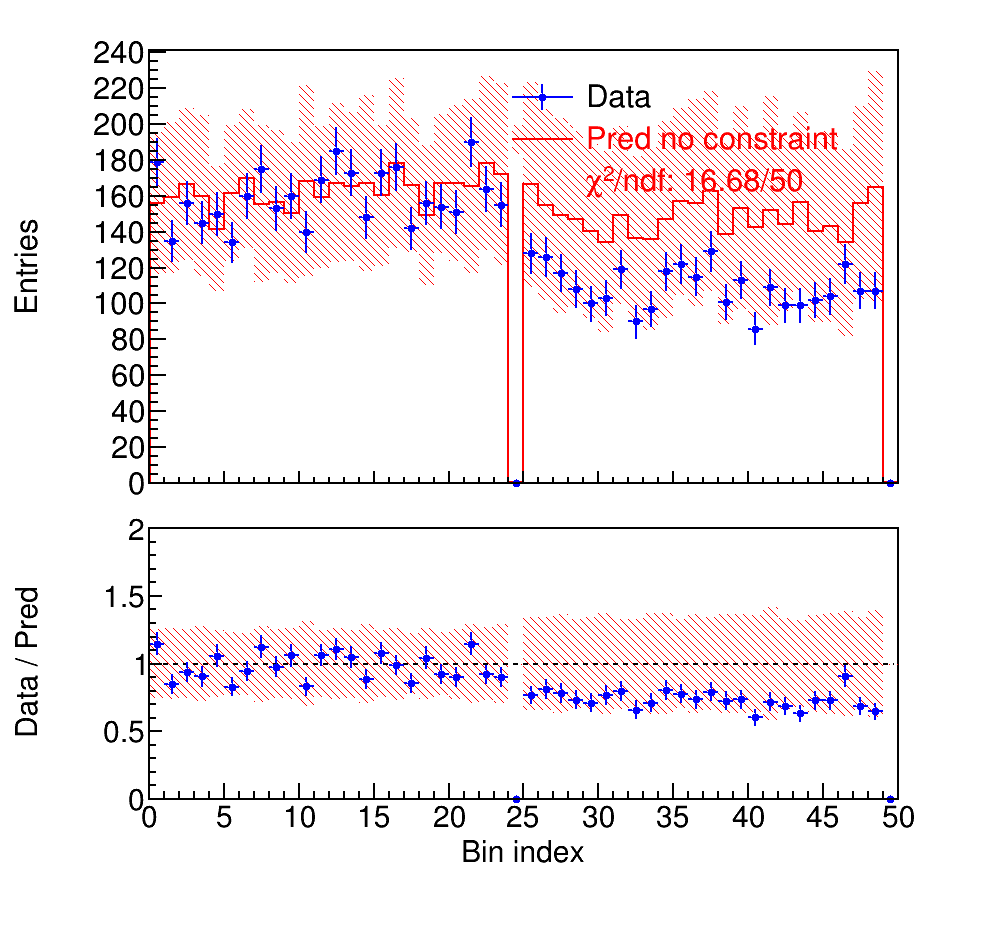 240
220
200
180
160
140
120
100
80
60
40
20
0
Entries
Data
Pred no constraint
χ²/ndf: 16.68/50
2
1.5
1
0.5
0
Data / Pred
0 5 10 15 20 25 30 35 40 45 50
Bin index